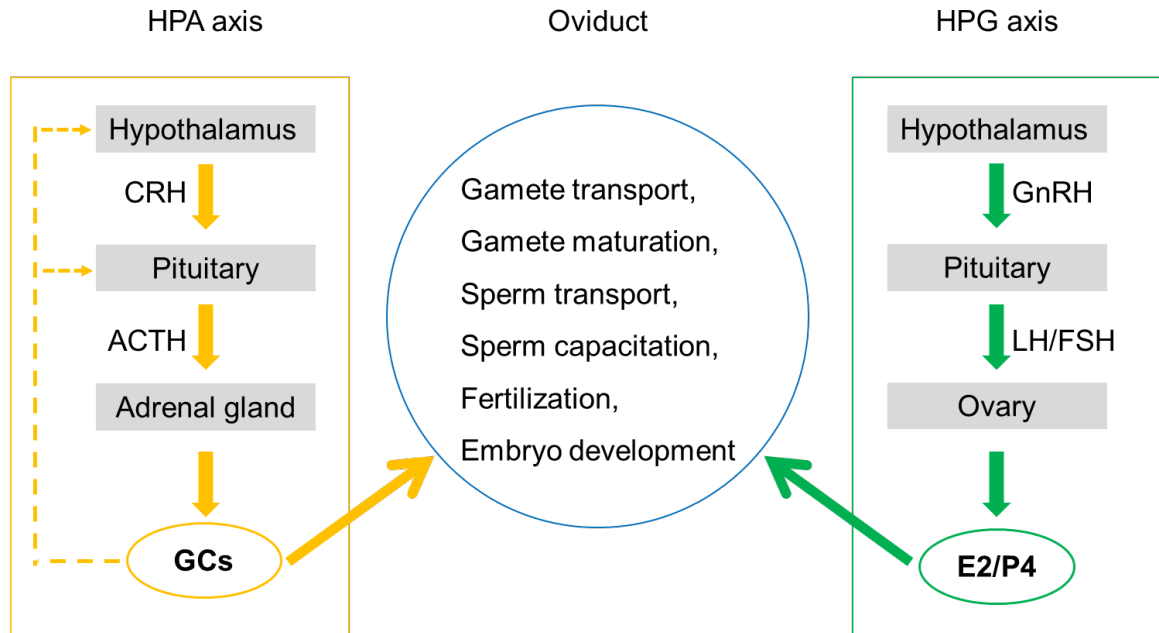 HPA axis
Oviduct
HPG axis
Hypothalamus
CRH
Pituitary
ACTH
Adrenal gland
GCs
Gamete transport,
Gamete maturation,
Sperm transport,
Sperm capacitation,
Fertilization,
Embryo development
Hypothalamus
GnRH
Pituitary
LH/FSH
Ovary
E2/P4